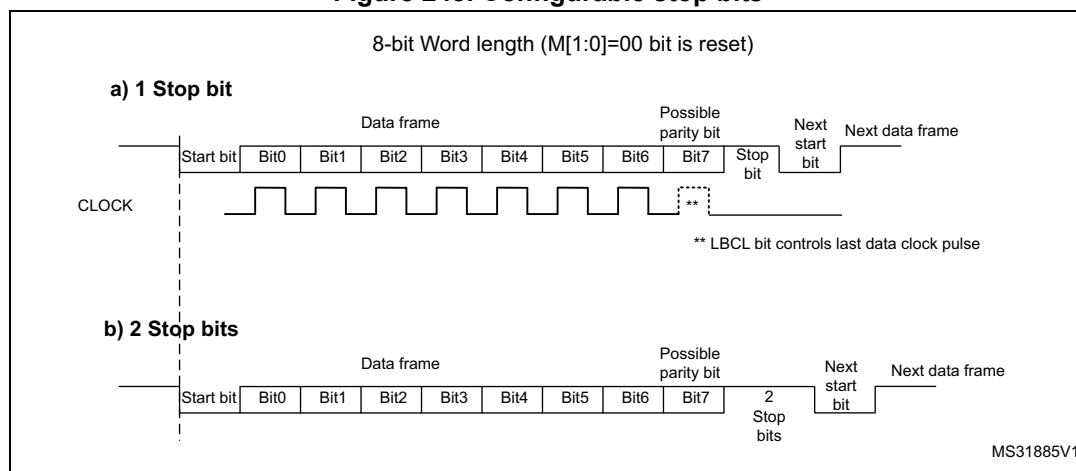 8-bit Word length (M[1:0]=00 bit is reset)
a) 1 Stop bit
Data frame
Possible
parity bit
Next
start
bit
Next data frame
Start bit Bit0 Bit1 Bit2 Bit3 Bit4 Bit5 Bit6 Bit7 Stop
bit
CLOCK
**
** LBCL bit controls last data clock pulse
b) 2 Stop bits
Data frame
Possible
parity bit
Next
start
bit
Next data frame
Start bit Bit0 Bit1 Bit2 Bit3 Bit4 Bit5 Bit6 Bit7 2
Stop
bits
MS31885V1